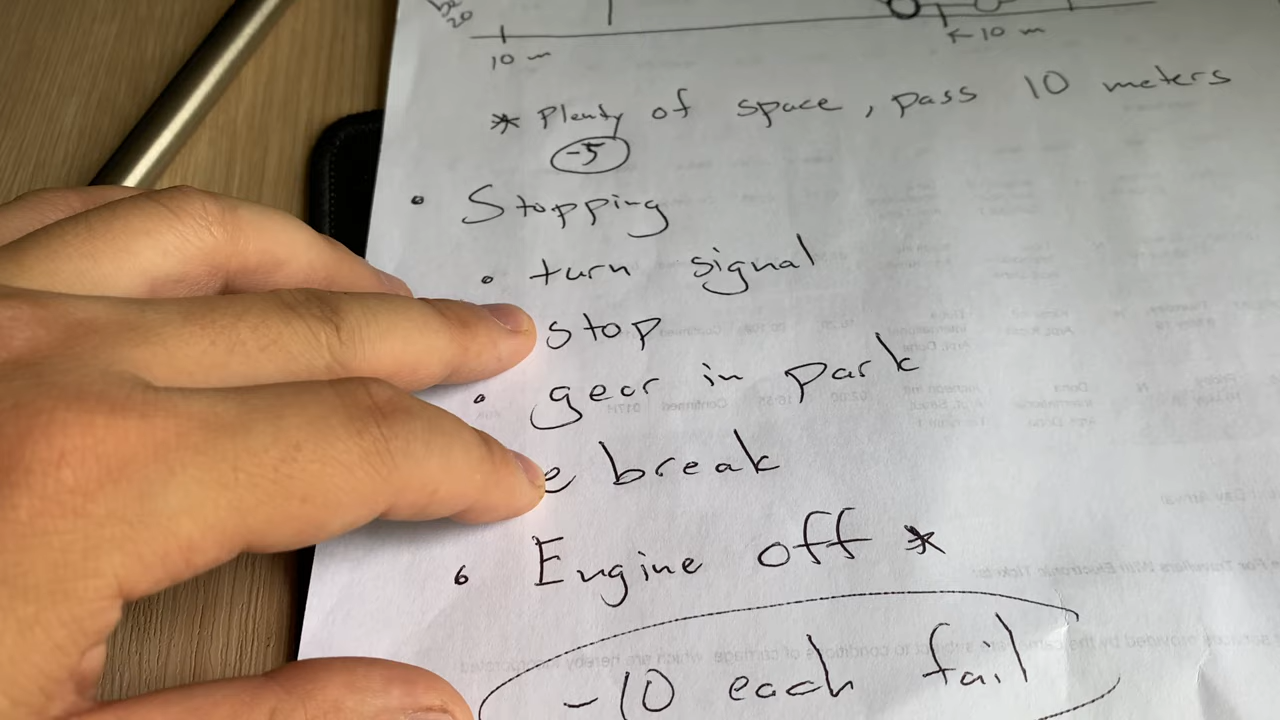 20
10 m
←10 m
* Plenty of space, pass 10 meters
-5
• Stopping
• turn signal
stop
• gear in park
e break
• Engine off *
-10 each fail